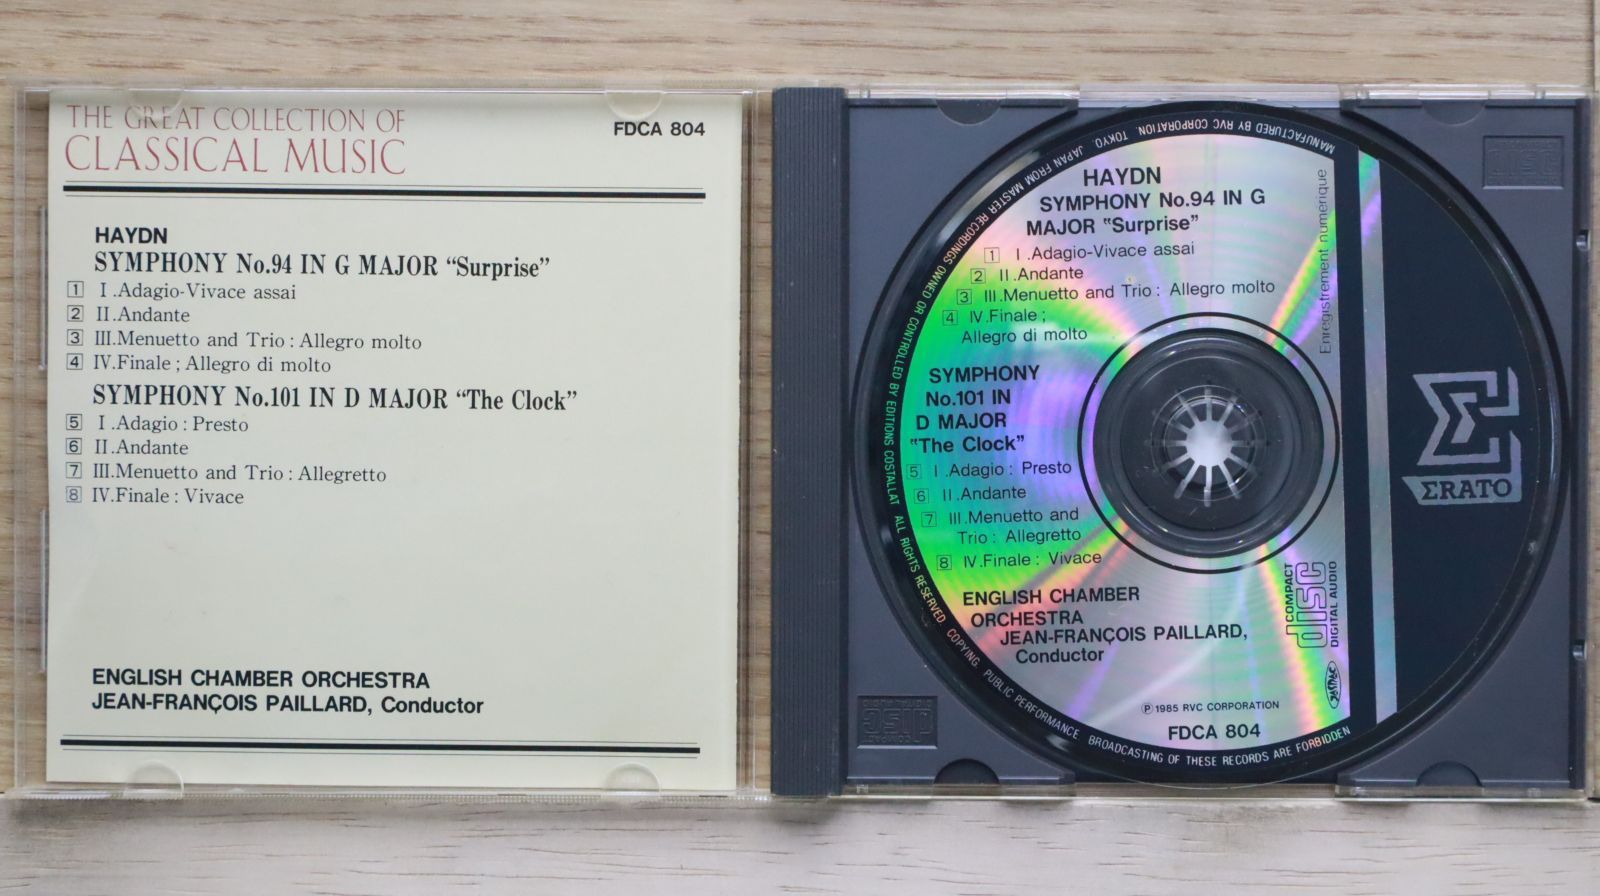 THE GREAT COLLECTION OF
CLASSICAL MUSIC
FDCA 804
HAYDN
SYMPHONY No.94 IN G MAJOR “Surprise”
1 I.Adagio-Vivace assai
2 II.Andante
3 III.Menuetto and Trio : Allegro molto
4 IV.Finale ; Allegro di molto
SYMPHONY No.101 IN D MAJOR “The Clock”
5 I.Adagio : Presto
6 II.Andante
7 III.Menuetto and Trio : Allegretto
8 IV.Finale : Vivace
ENGLISH CHAMBER ORCHESTRA
JEAN-FRANÇOIS PAILLARD, Conductor
HAYDN
SYMPHONY No.94 IN G
MAJOR “Surprise”
1 I.Adagio-Vivace assai
2 II.Andante
3 III.Menuetto and Trio : Allegro molto
4 IV.Finale ;
Allegro di molto
SYMPHONY
No.101 IN
D MAJOR
“The Clock”
5 I.Adagio : Presto
6 II.Andante
7 III.Menuetto and
Trio : Allegretto
8 IV.Finale : Vivace
ENGLISH CHAMBER
ORCHESTRA
JEAN-FRANÇOIS PAILLARD,
Conductor
℗ 1985 RVC CORPORATION
FDCA 804
Enregistrement numérique
COMPACT
disc
DIGITAL AUDIO
ERATO
MANUFACTURED BY RVC CORPORATION, TOKYO, JAPAN FROM MASTER RECORDINGS OWNED OR CONTROLLED BY EDITIONS COSTALLAT ALL RIGHTS RESERVED COPYING, PUBLIC PERFORMANCE, BROADCASTING OF THESE RECORDS ARE FORBIDDEN